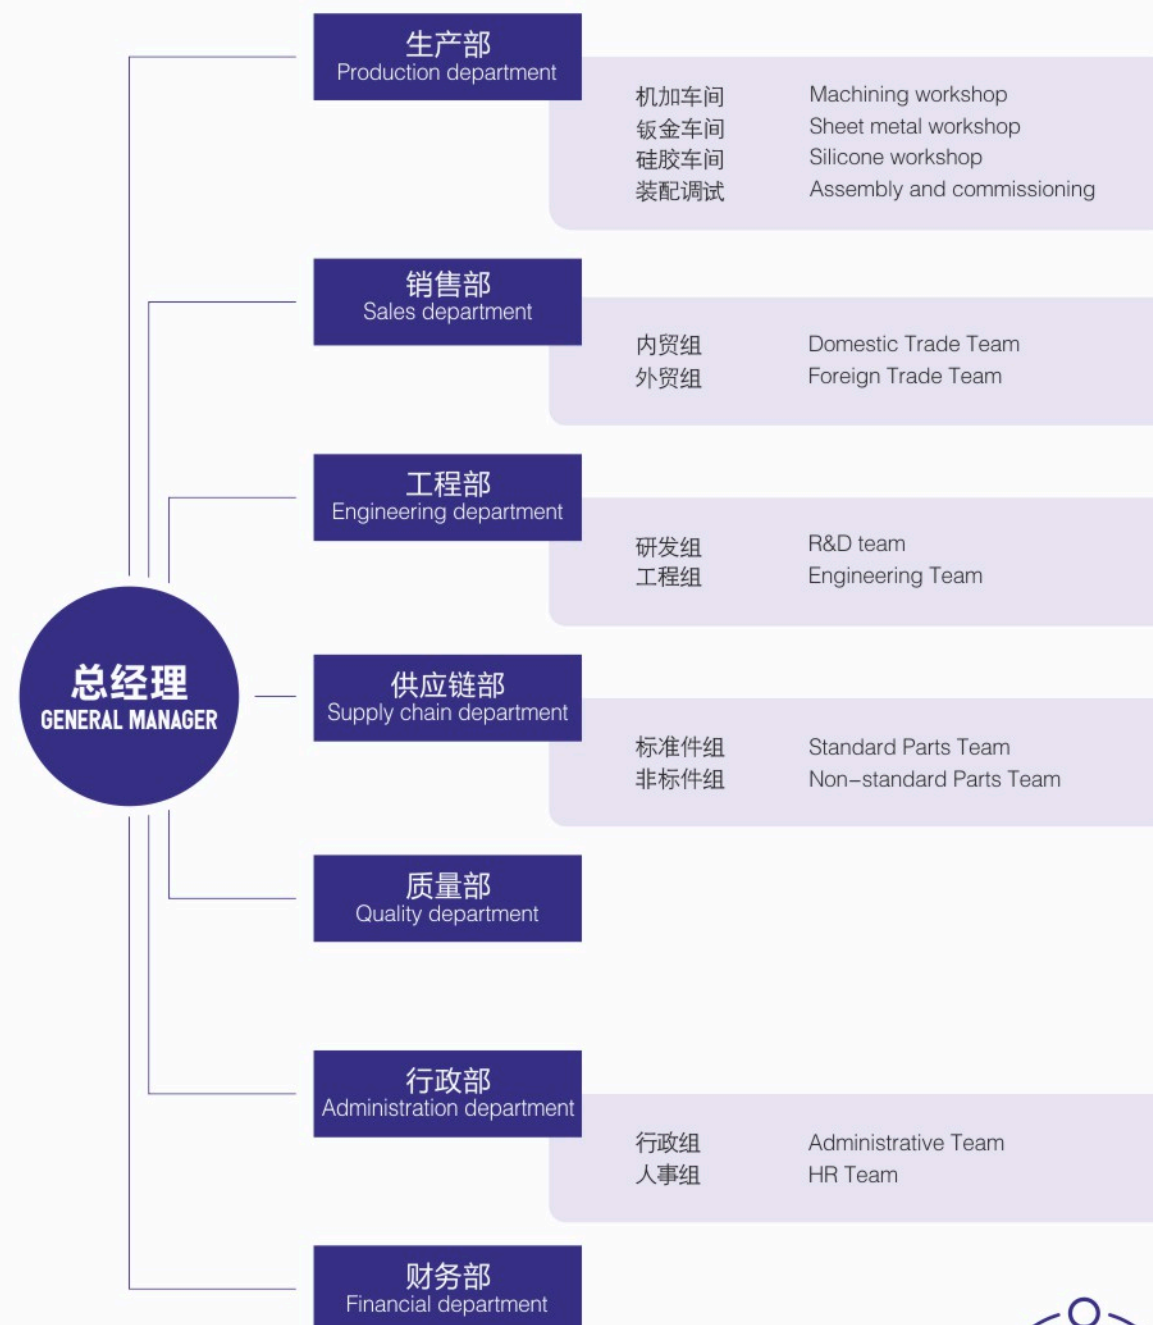 生产部
Production department
机加车间 Machining workshop
钣金车间 Sheet metal workshop
硅胶车间 Silicone workshop
装配调试 Assembly and commissioning
销售部
Sales department
内贸组 Domestic Trade Team
外贸组 Foreign Trade Team
工程部
Engineering department
研发组 R&D team
工程组 Engineering Team
总经理
GENERAL MANAGER
供应链部
Supply chain department
标准件组 Standard Parts Team
非标件组 Non-standard Parts Team
质量部
Quality department
行政部
Administration department
行政组 Administrative Team
人事组 HR Team
财务部
Financial department